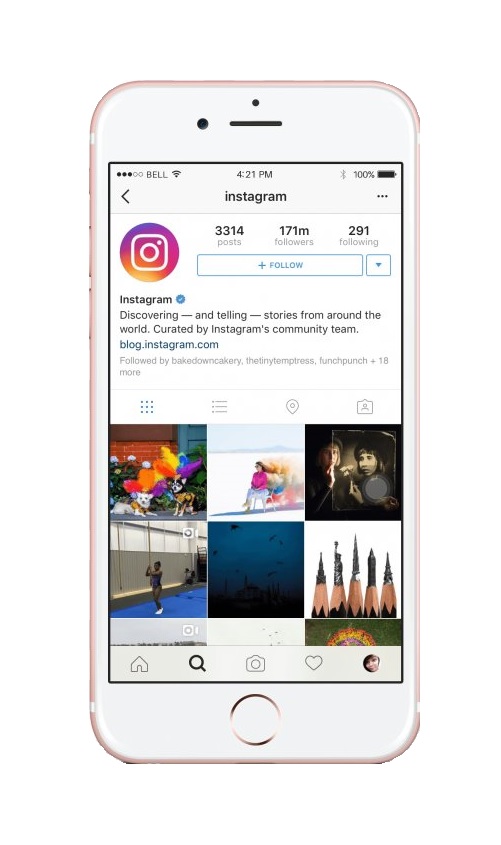 BELL 4:21 PM 100%
instagram
3314 171m 291
posts followers following
+ FOLLOW
Instagram
Discovering — and telling — stories from around the
world. Curated by Instagram's community team.
blog.instagram.com
Followed by bakedowncakery, thetinytemptress, funchpunch + 18
more